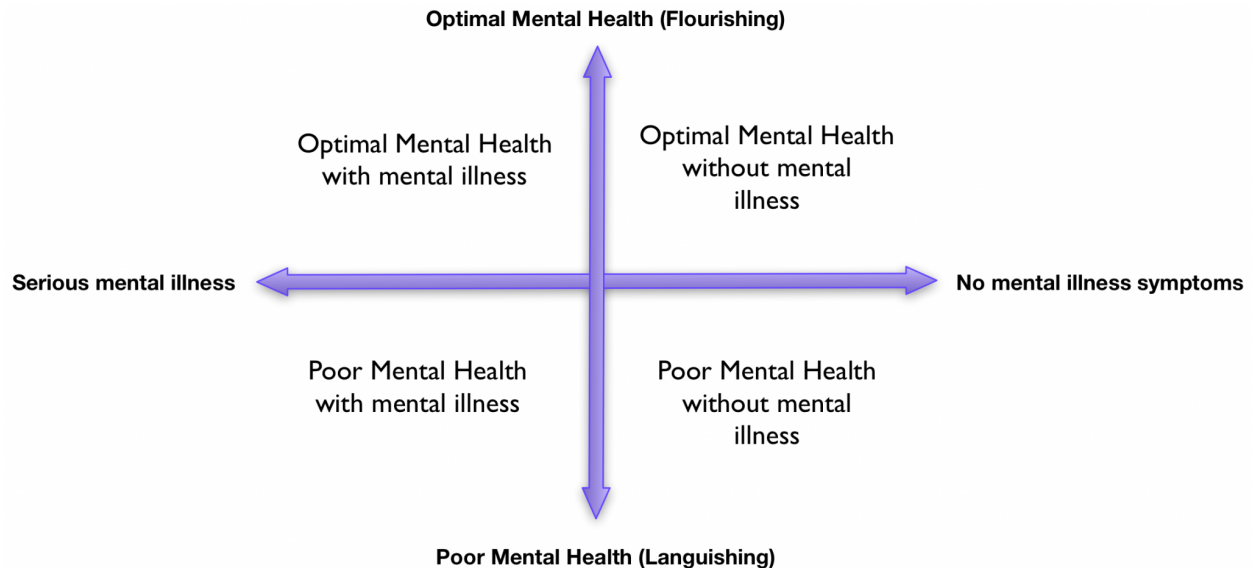 Optimal Mental Health (Flourishing)
Optimal Mental Health
with mental illness
Optimal Mental Health
without mental
illness
Serious mental illness
No mental illness symptoms
Poor Mental Health
with mental illness
Poor Mental Health
without mental
illness
Poor Mental Health (Languishing)